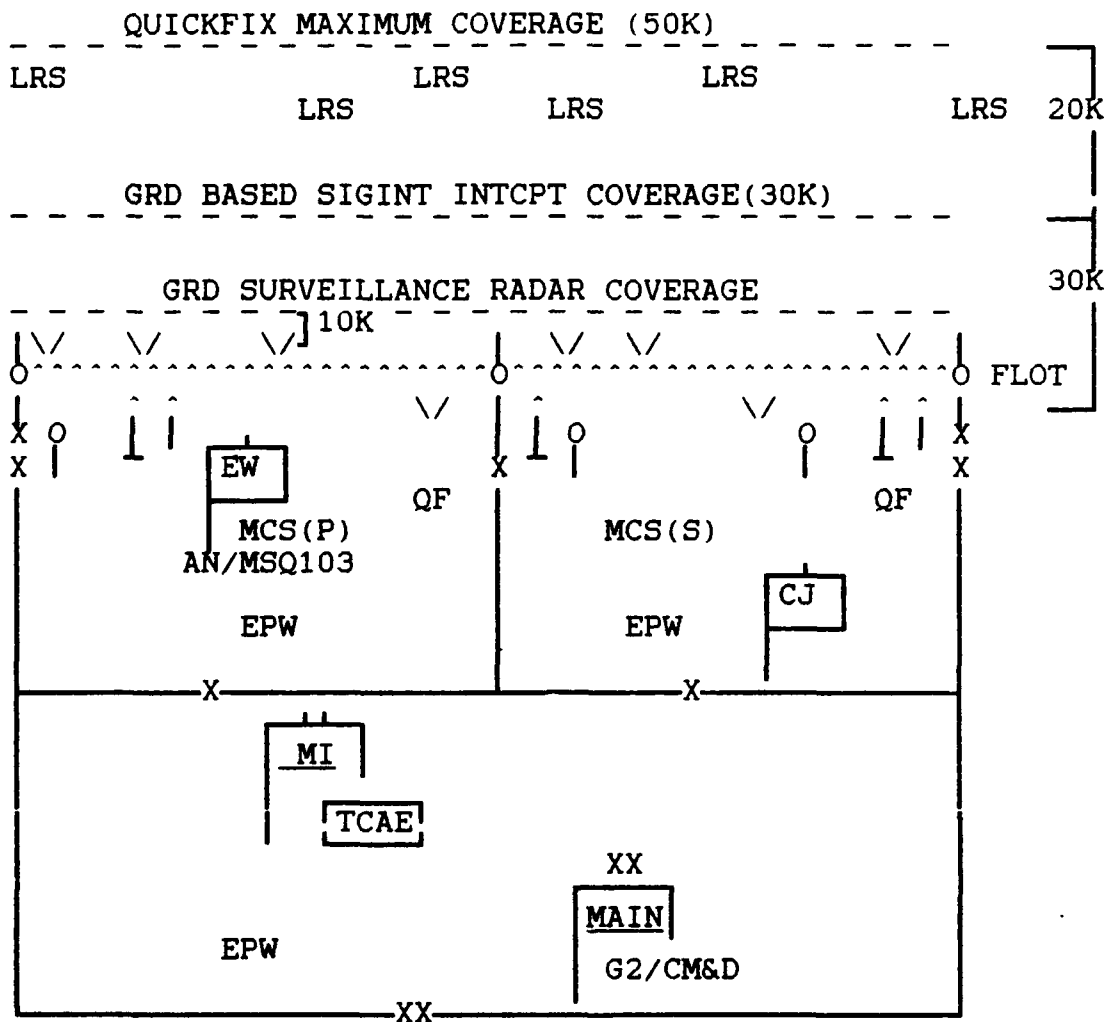 QUICKFIX MAXIMUM COVERAGE (50K)
LRS LRS LRS
LRS LRS LRS 20K
GRD BASED SIGINT INTCPT COVERAGE(30K)
30K
GRD SURVEILLANCE RADAR COVERAGE
10K
O O O FLOT
X O O O X
X EW X X
QF QF
MCS(P) MCS(S)
AN/MSQ103
CJ
EPW EPW
X X
MI
TCAE
XX
MAIN
EPW
G2/CM&D
XX